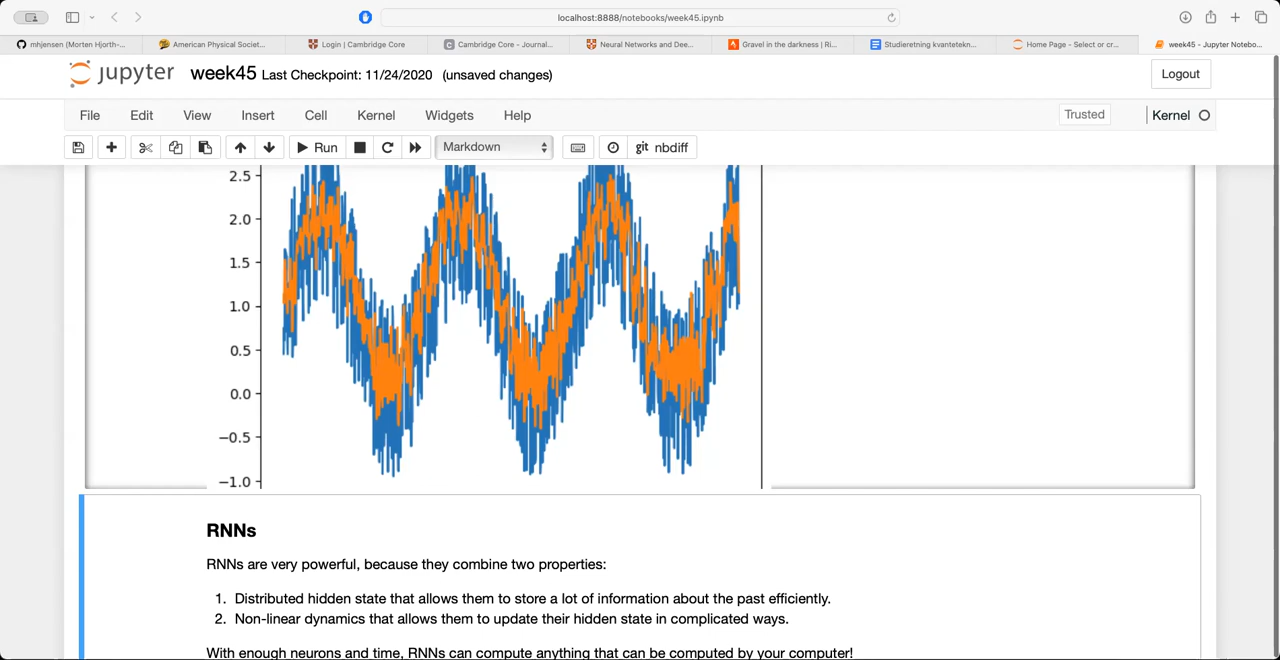 localhost:8888/notebooks/week45.ipynb
mhjensen (Morten Hjorth-... American Physical Societ... Login | Cambridge Core Cambridge Core - Journal... Neural Networks and Dee... Gravel in the darkness | Ri... Studieretning kvantetekn... Home Page - Select or cr... week45 - Jupyter Notebo...
jupyter week45 Last Checkpoint: 11/24/2020 (unsaved changes) Logout
File Edit View Insert Cell Kernel Widgets Help Trusted Kernel
Run Markdown git nbdiff
2.5
2.0
1.5
1.0
0.5
0.0
−0.5
−1.0
RNNs
RNNs are very powerful, because they combine two properties:
1. Distributed hidden state that allows them to store a lot of information about the past efficiently.
2. Non-linear dynamics that allows them to update their hidden state in complicated ways.
With enough neurons and time, RNNs can compute anything that can be computed by your computer!